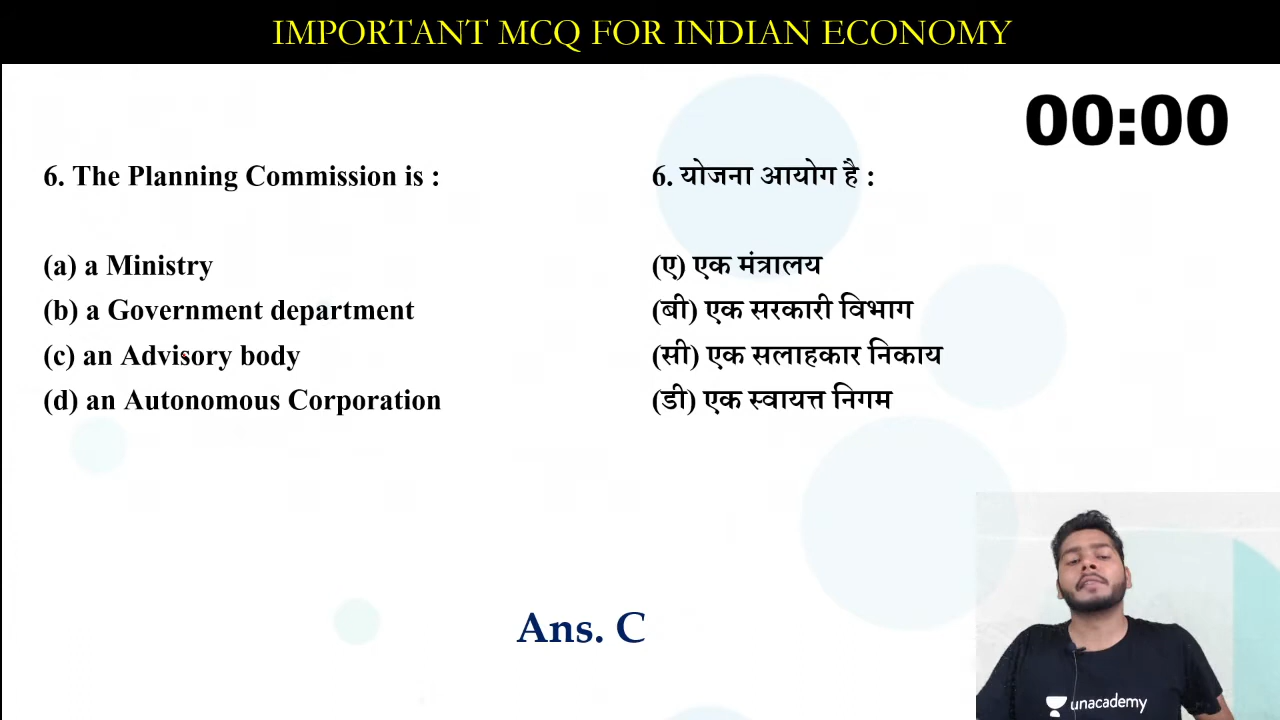 IMPORTANT MCQ FOR INDIAN ECONOMY
00:00
6. The Planning Commission is :
(a) a Ministry
(b) a Government department
(c) an Advisory body
(d) an Autonomous Corporation
6. योजना आयोग है :
(ए) एक मंत्रालय
(बी) एक सरकारी विभाग
(सी) एक सलाहकार निकाय
(डी) एक स्वायत्त निगम
Ans. C
unacademy